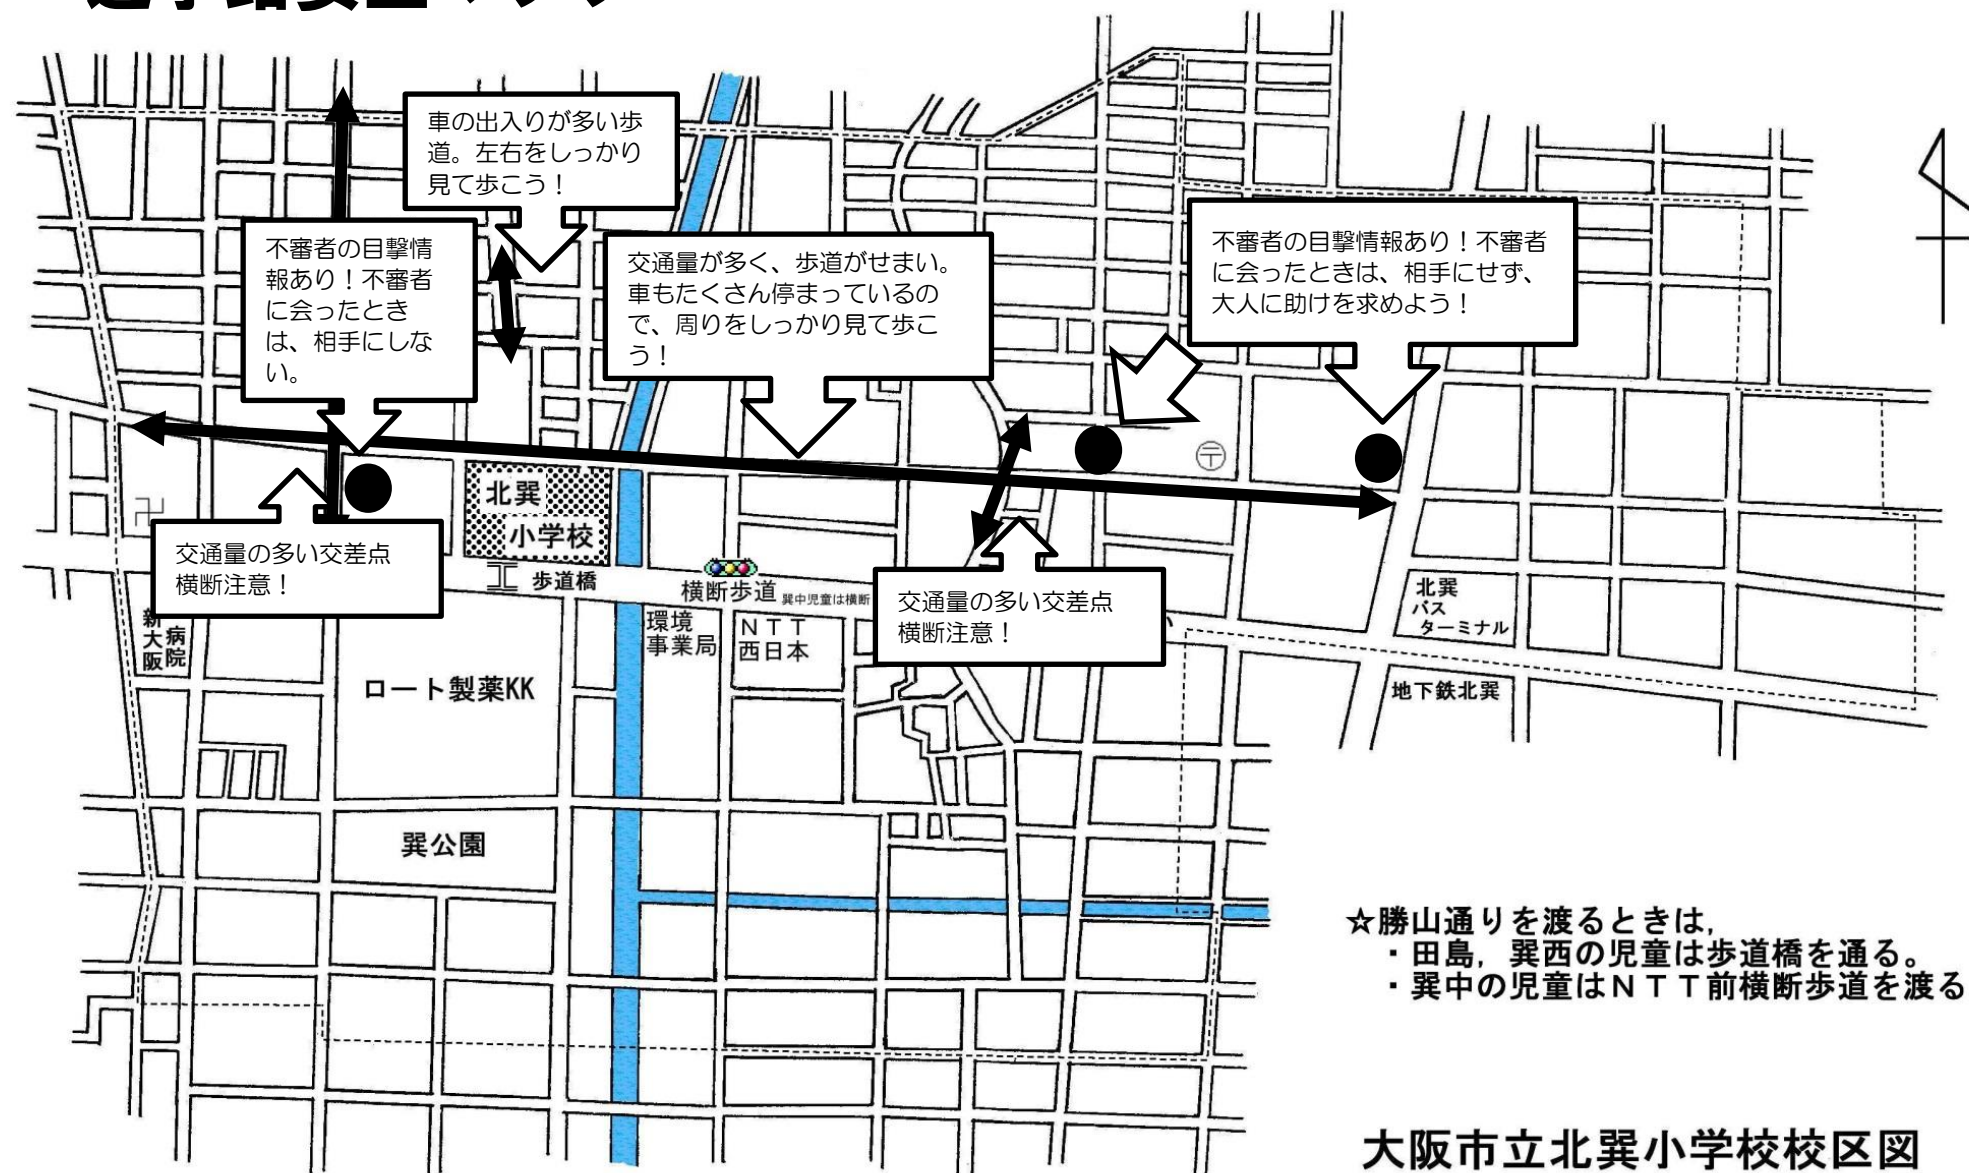 車の出入りが多い歩
道。左右をしっかり
見て歩こう！
不審者の目撃情
報あり！不審者
に会ったとき
は、相手にしな
い。
交通量が多く、歩道がせまい。
車もたくさん停まっているの
で、周りをしっかり見て歩こ
う！
不審者の目撃情報あり！不審者
に会ったときは、相手にせず、
大人に助けを求めよう！
〒
卍
北巽
小学校
交通量の多い交差点
横断注意！
歩道橋
横断歩道
巽中児童は横断
交通量の多い交差点
横断注意！
環境
事業局
ＮＴＴ
西日本
北巽
バス
ターミナル
新大阪
病院
ロート製薬KK
地下鉄北巽
巽公園
☆勝山通りを渡るときは，
・田島，巽西の児童は歩道橋を通る。
・巽中の児童はＮＴＴ前横断歩道を渡る
大阪市立北巽小学校校区図